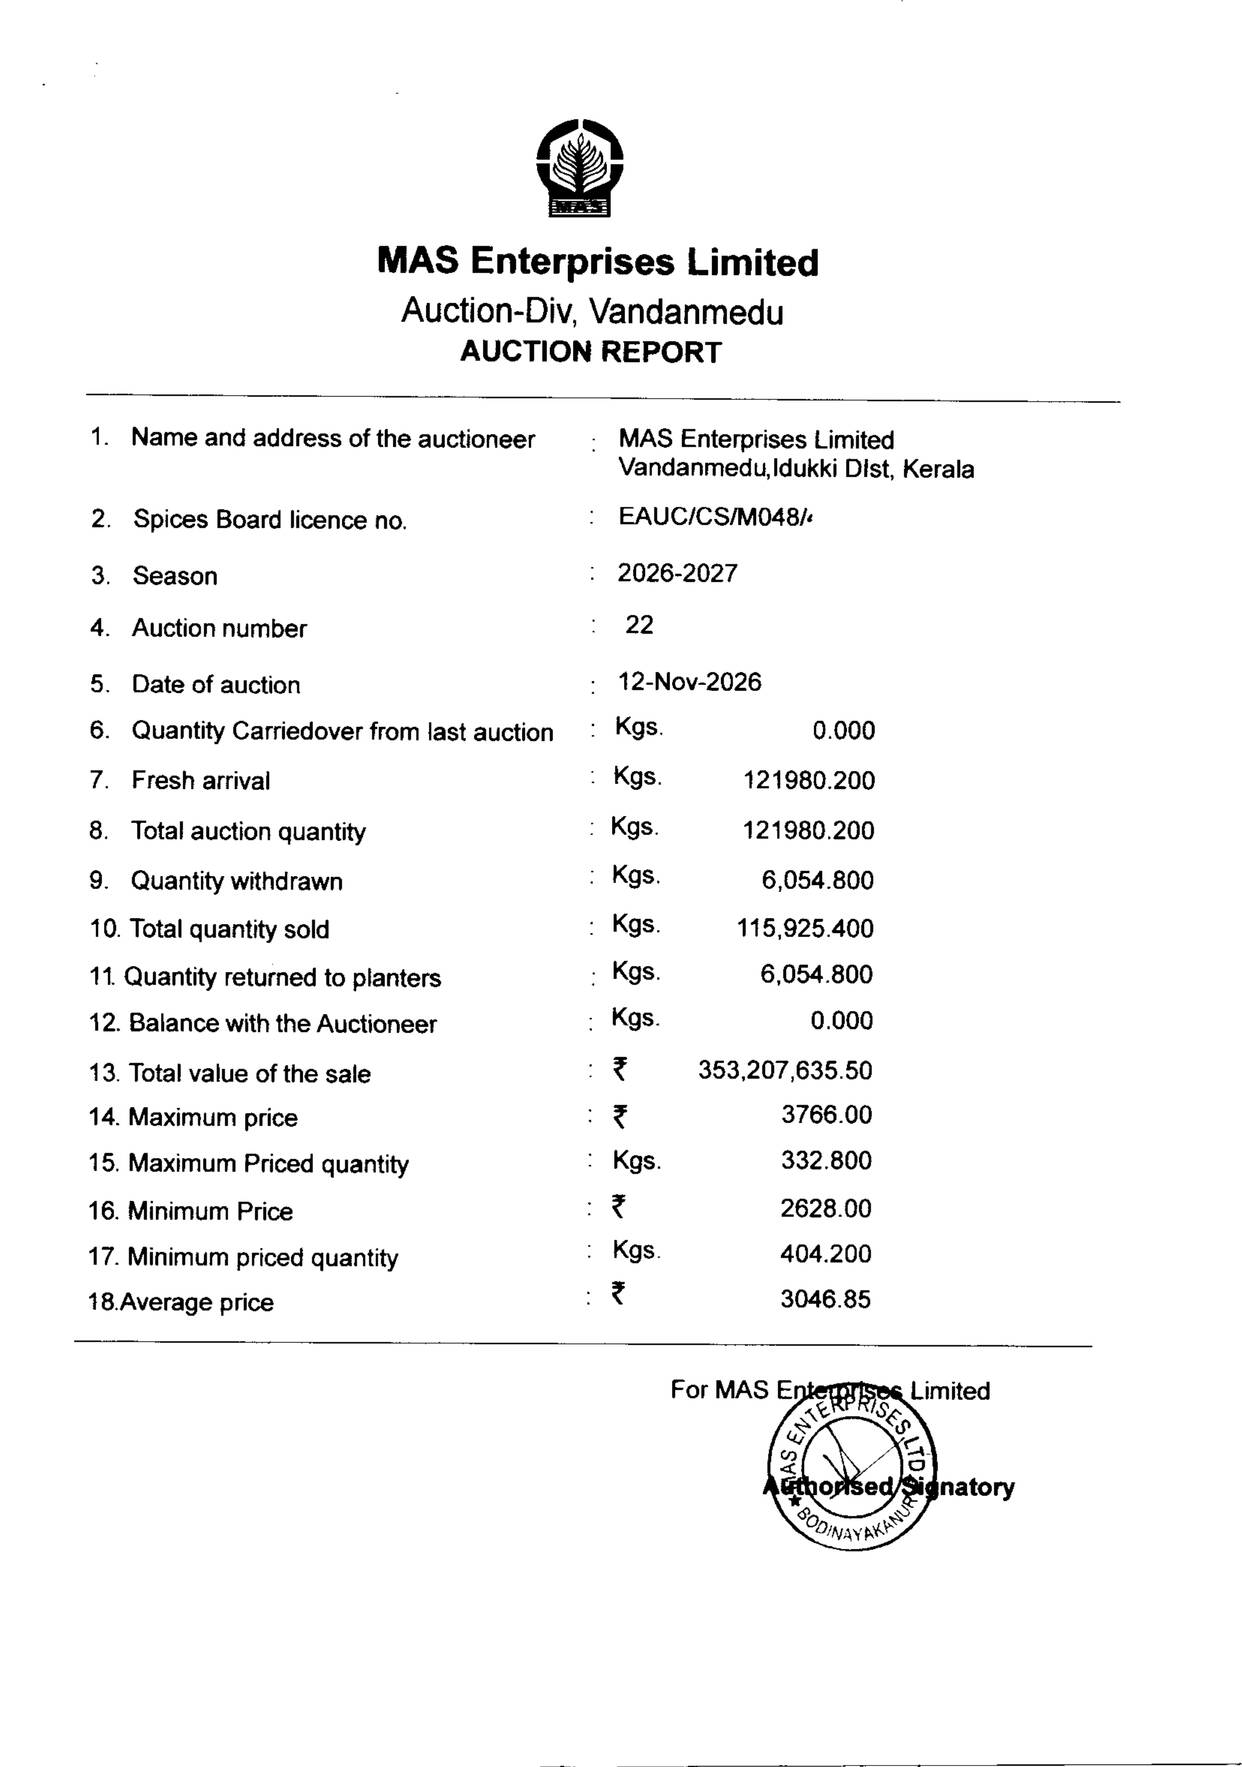 MAS
MAS Enterprises Limited
Auction-Div, Vandanmedu
AUCTION REPORT
1. Name and address of the auctioneer : MAS Enterprises Limited
Vandanmedu,Idukki DIst, Kerala
2. Spices Board licence no. : EAUC/CS/M048/
3. Season : 2026-2027
4. Auction number : 22
5. Date of auction : 12-Nov-2026
6. Quantity Carriedover from last auction : Kgs. 0.000
7. Fresh arrival : Kgs. 121980.200
8. Total auction quantity : Kgs. 121980.200
9. Quantity withdrawn : Kgs. 6,054.800
10. Total quantity sold : Kgs. 115,925.400
11. Quantity returned to planters : Kgs. 6,054.800
12. Balance with the Auctioneer : Kgs. 0.000
13. Total value of the sale : ₹ 353,207,635.50
14. Maximum price : ₹ 3766.00
15. Maximum Priced quantity : Kgs. 332.800
16. Minimum Price : ₹ 2628.00
17. Minimum priced quantity : Kgs. 404.200
18.Average price : ₹ 3046.85
For MAS Enterprises Limited
MAS ENTERPRISES LTD
Authorised Signatory
BODINAYAKANUR